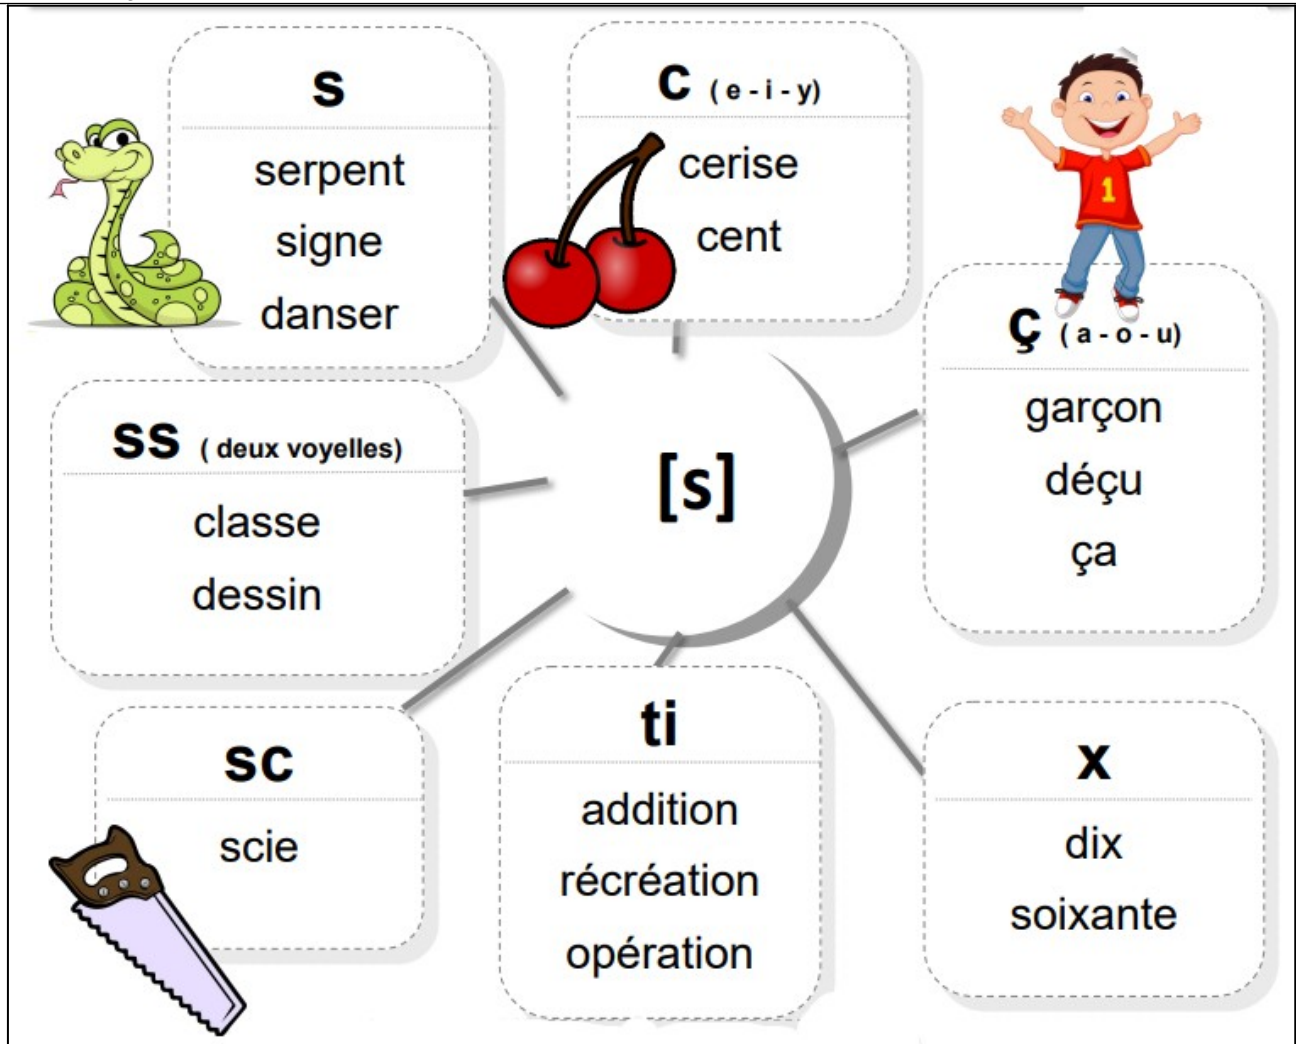 s
serpent
signe
danser
c ( e - i - y)
cerise
cent
ç ( a - o - u)
garçon
déçu
ça
1
ss ( deux voyelles)
classe
dessin
[s]
sc
scie
ti
addition
récréation
opération
x
dix
soixante